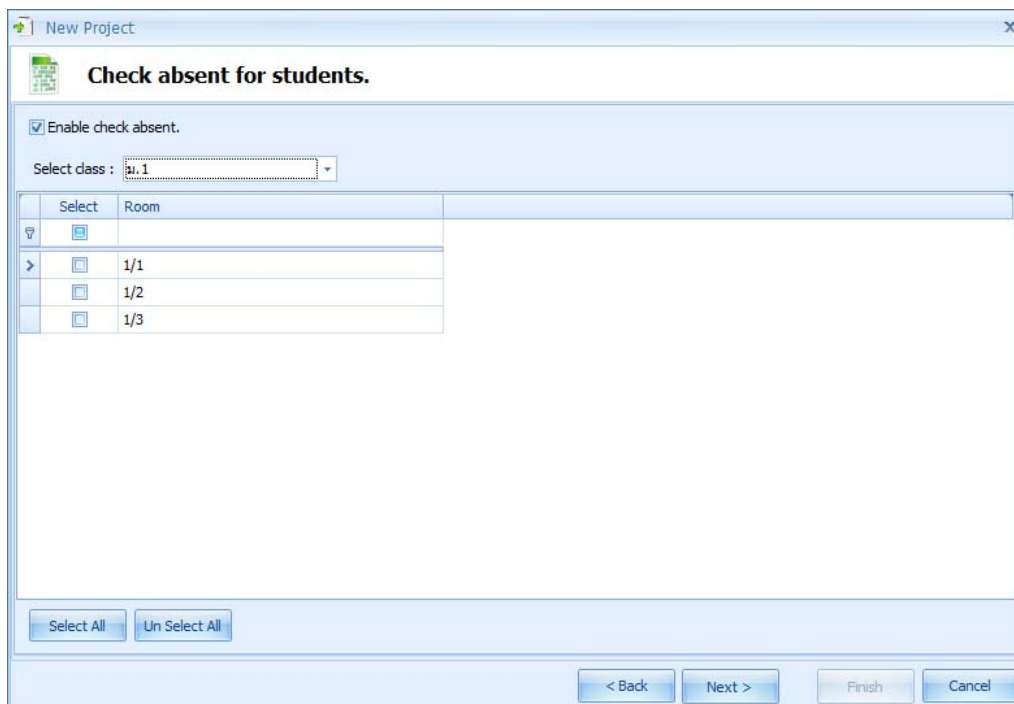 New Project
Check absent for students.
Enable check absent.
Select class : ม.1
Select Room
1/1
1/2
1/3
Select All Un Select All
< Back Next > Finish Cancel